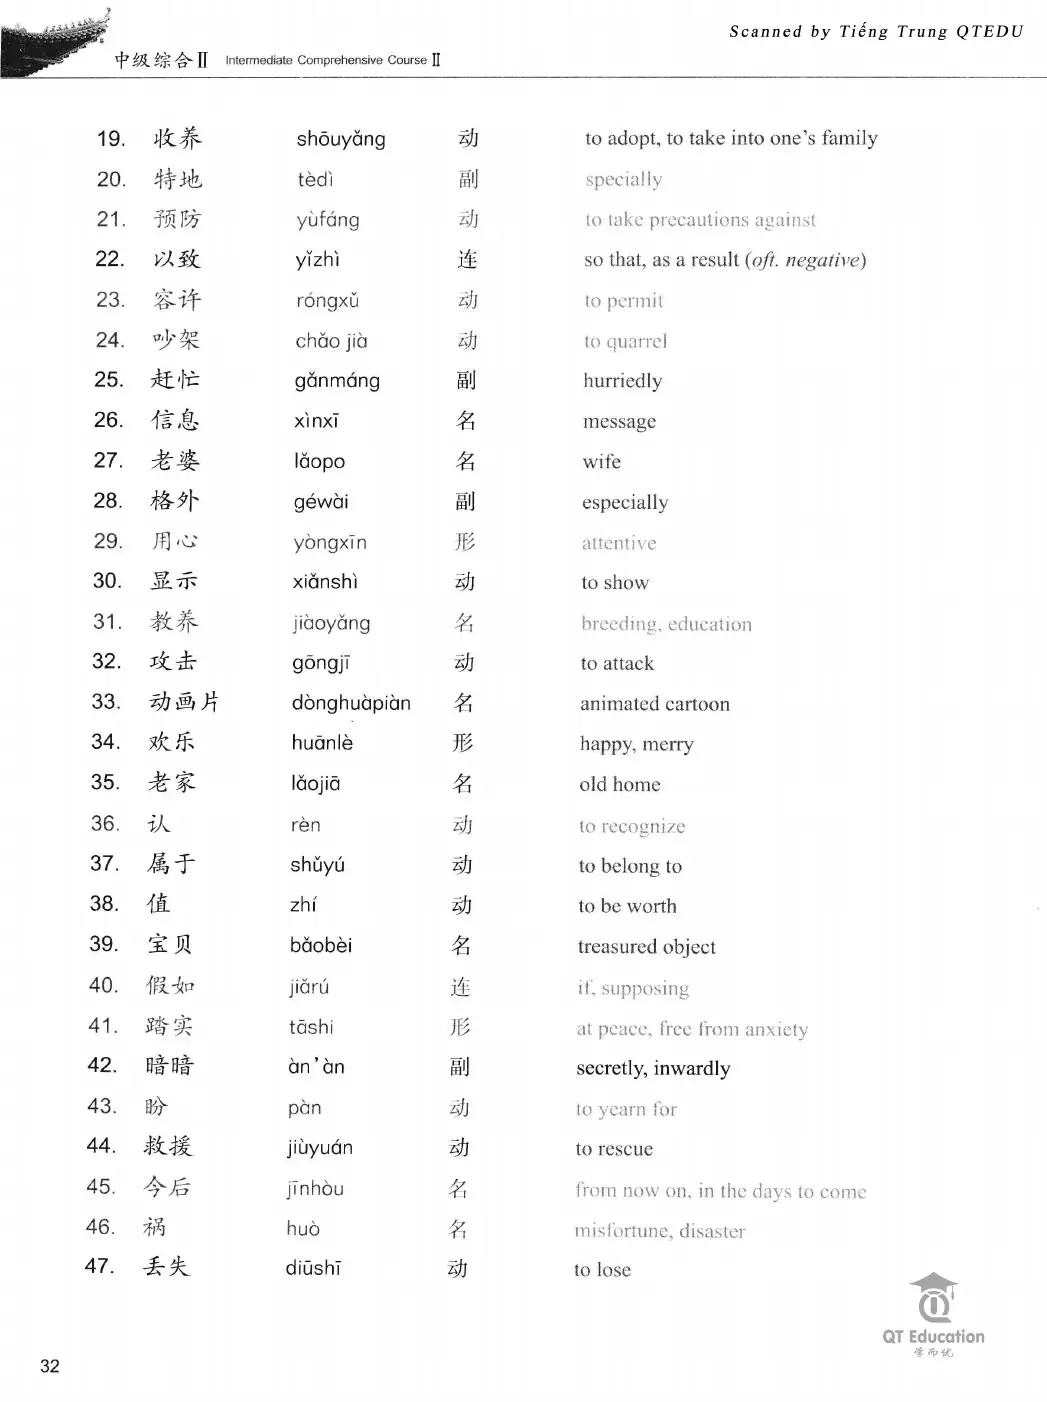 Scanned by Tiếng Trung QTEDU
中级综合Ⅱ Intermediate Comprehensive Course Ⅱ
19. 收养 shōuyǎng 动 to adopt, to take into one's family
20. 特地 tèdì 副 specially
21. 预防 yùfáng 动 to take precautions against
22. 以致 yǐzhì 连 so that, as a result (oft. negative)
23. 容许 róngxǔ 动 to permit
24. 吵架 chǎo jià 动 to quarrel
25. 赶忙 gǎnmáng 副 hurriedly
26. 信息 xìnxī 名 message
27. 老婆 lǎopo 名 wife
28. 格外 géwài 副 especially
29. 用心 yòngxīn 形 attentive
30. 显示 xiǎnshì 动 to show
31. 教养 jiàoyǎng 名 breeding, education
32. 攻击 gōngjī 动 to attack
33. 动画片 dònghuàpiàn 名 animated cartoon
34. 欢乐 huānlè 形 happy, merry
35. 老家 lǎojiā 名 old home
36. 认 rèn 动 to recognize
37. 属于 shǔyú 动 to belong to
38. 值 zhí 动 to be worth
39. 宝贝 bǎobèi 名 treasured object
40. 假如 jiǎrú 连 if, supposing
41. 踏实 tāshi 形 at peace, free from anxiety
42. 暗暗 àn'àn 副 secretly, inwardly
43. 盼 pàn 动 to yearn for
44. 救援 jiùyuán 动 to rescue
45. 今后 jīnhòu 名 from now on, in the days to come
46. 祸 huò 名 misfortune, disaster
47. 丢失 diūshī 动 to lose
QT Education
学而优
32